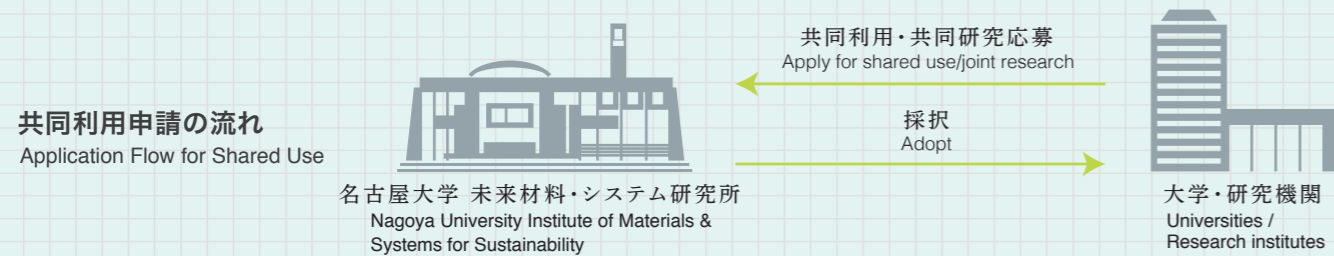 共同利用申請の流れ
Application Flow for Shared Use
名古屋大学 未来材料・システム研究所
Nagoya University Institute of Materials &
Systems for Sustainability
共同利用・共同研究応募
Apply for shared use/joint research
採択
Adopt
大学・研究機関
Universities /
Research institutes